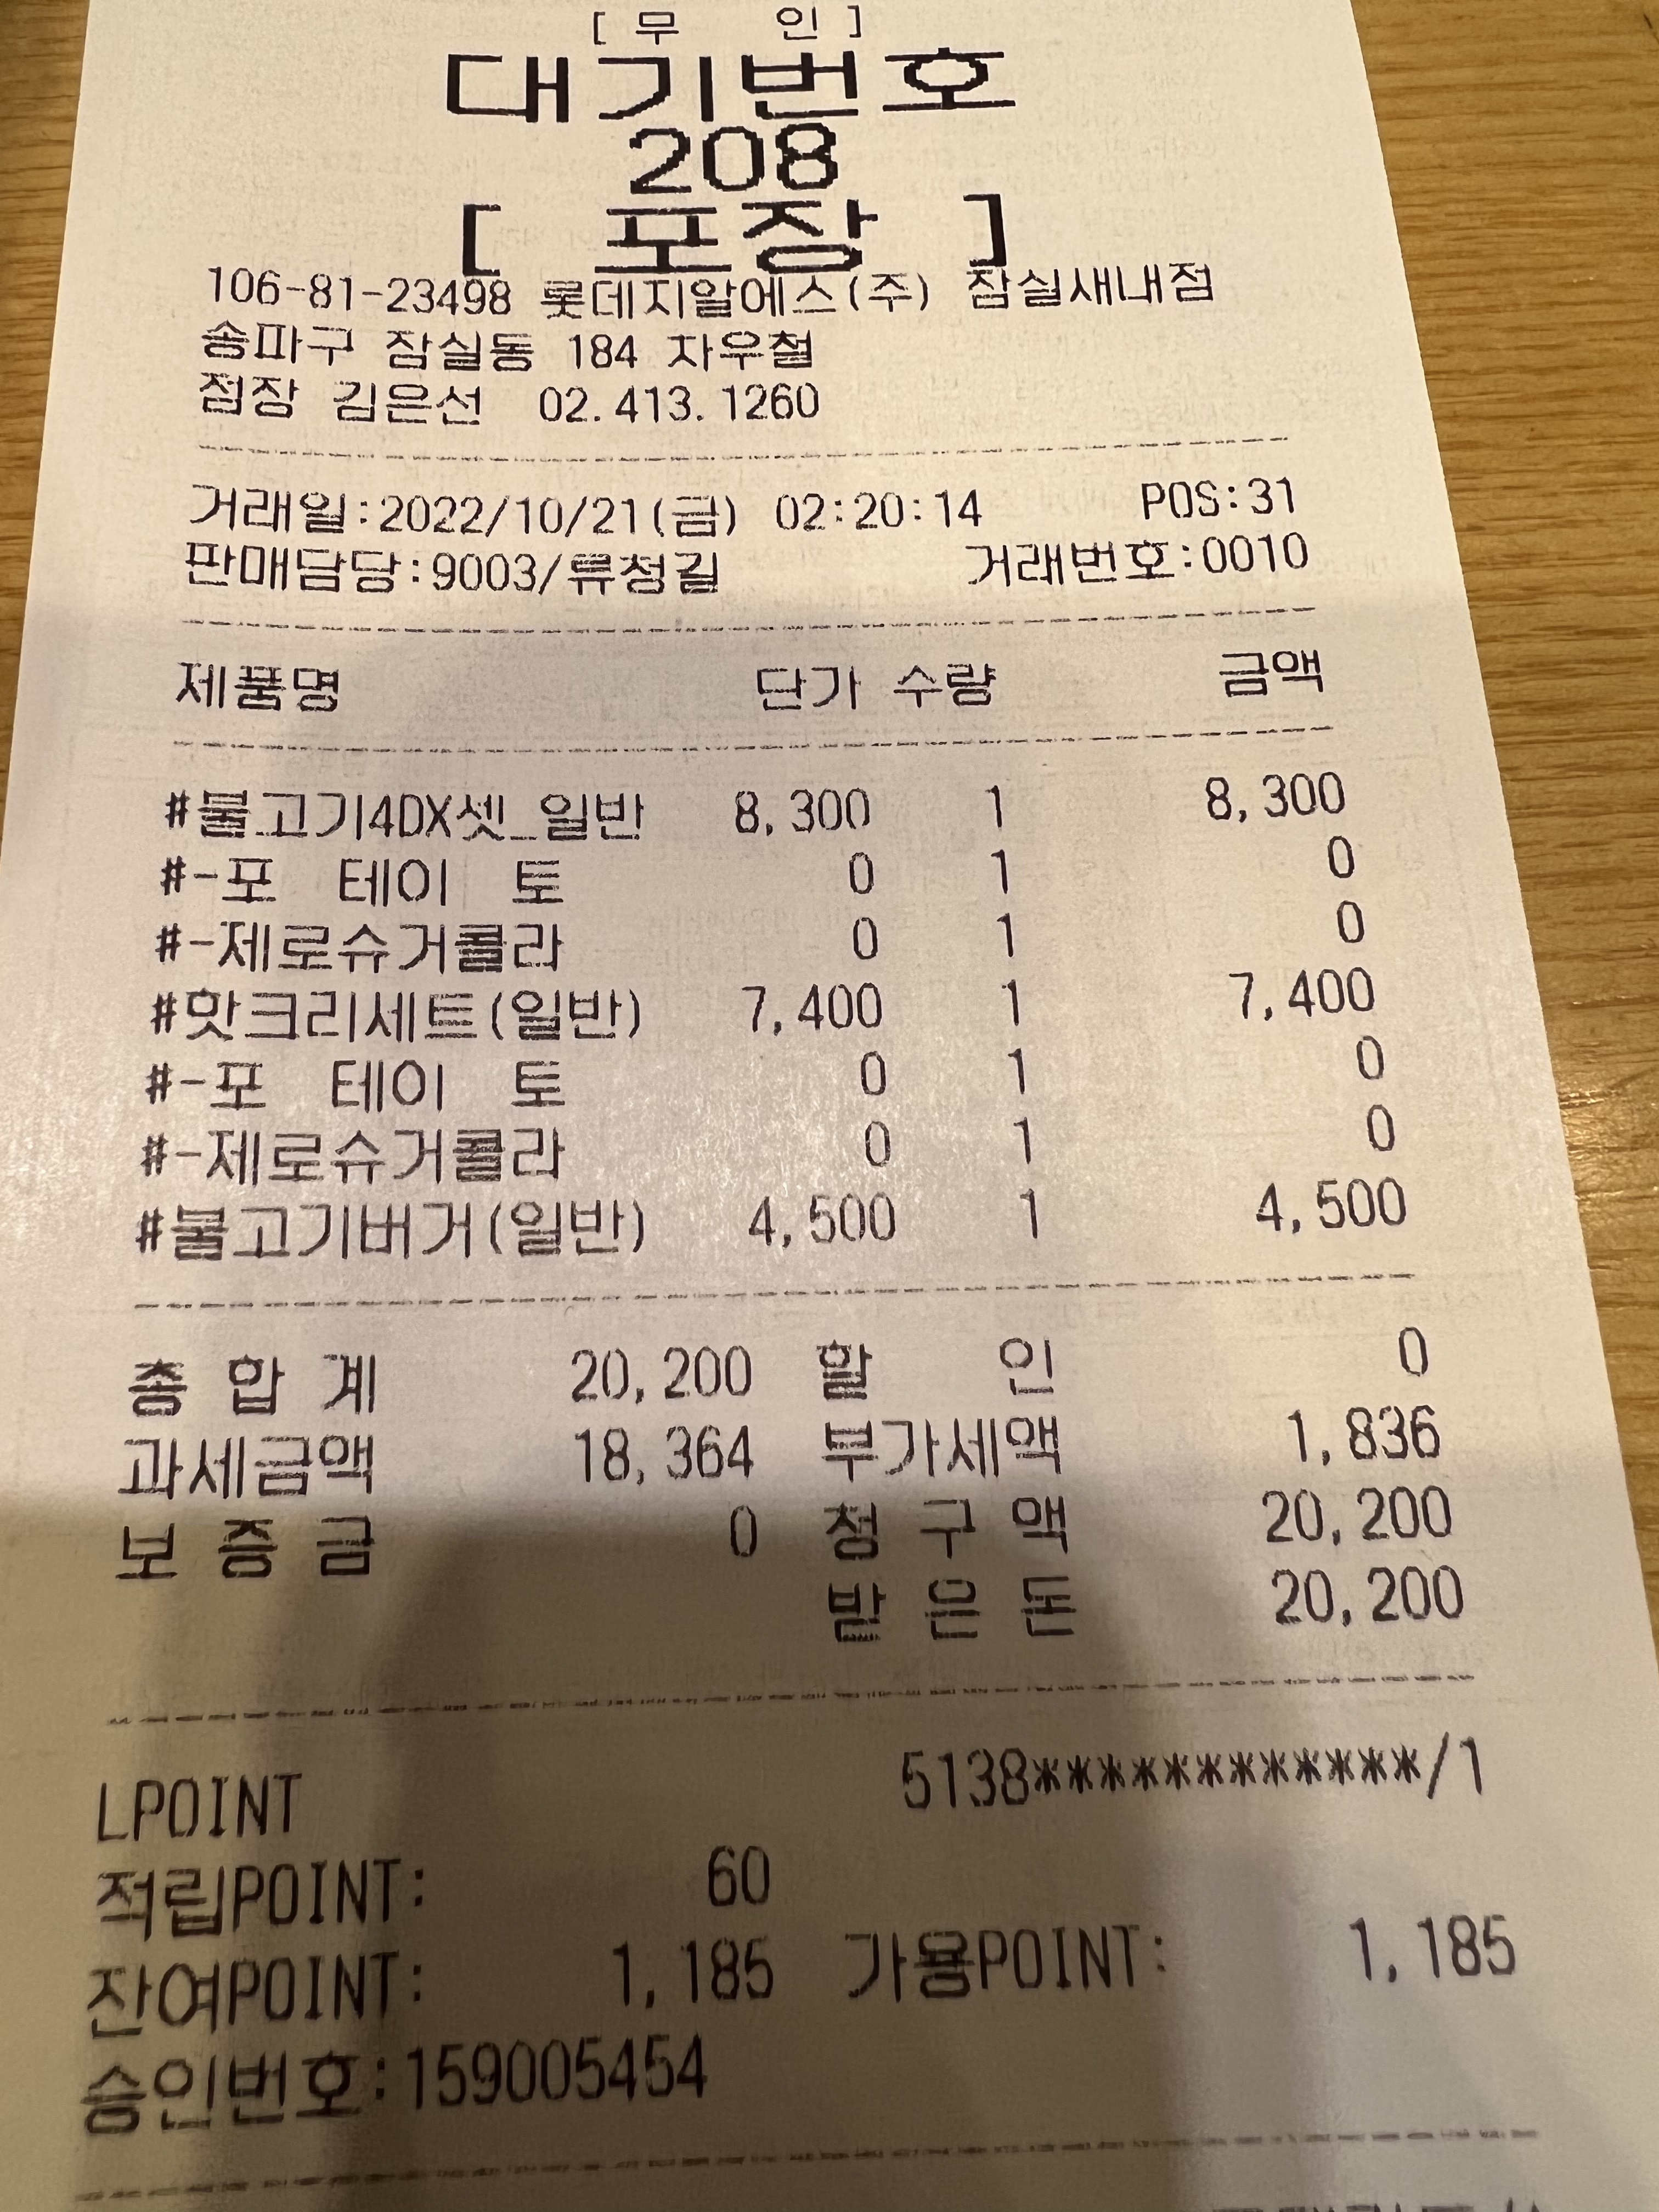 [무 인]
대기번호
208
[ 포장 ]
106-81-23498 롯데지알에스(주) 잠실새내점
송파구 잠실동 184 차우철
점장 김은선 02.413.1260
거래일:2022/10/21(금) 02:20:14 POS:31
판매담당:9003/류정길 거래번호:0010
제품명 단가 수량 금액
#불고기4DX셋_일반 8,300 1 8,300
#-포 테이 토 0 1 0
#-제로슈거콜라 0 1 0
#맛크리세트(일반) 7,400 1 7,400
#-포 테이 토 0 1 0
#-제로슈거콜라 0 1 0
#불고기버거(일반) 4,500 1 4,500
총 합 계 20,200 할 인 0
과세금액 18,364 부가세액 1,836
보 증 금 0 청 구 액 20,200
받 은 돈 20,200
LPOINT 5138************/1
적립POINT: 60
잔여POINT: 1,185 가용POINT: 1,185
승인번호:159005454